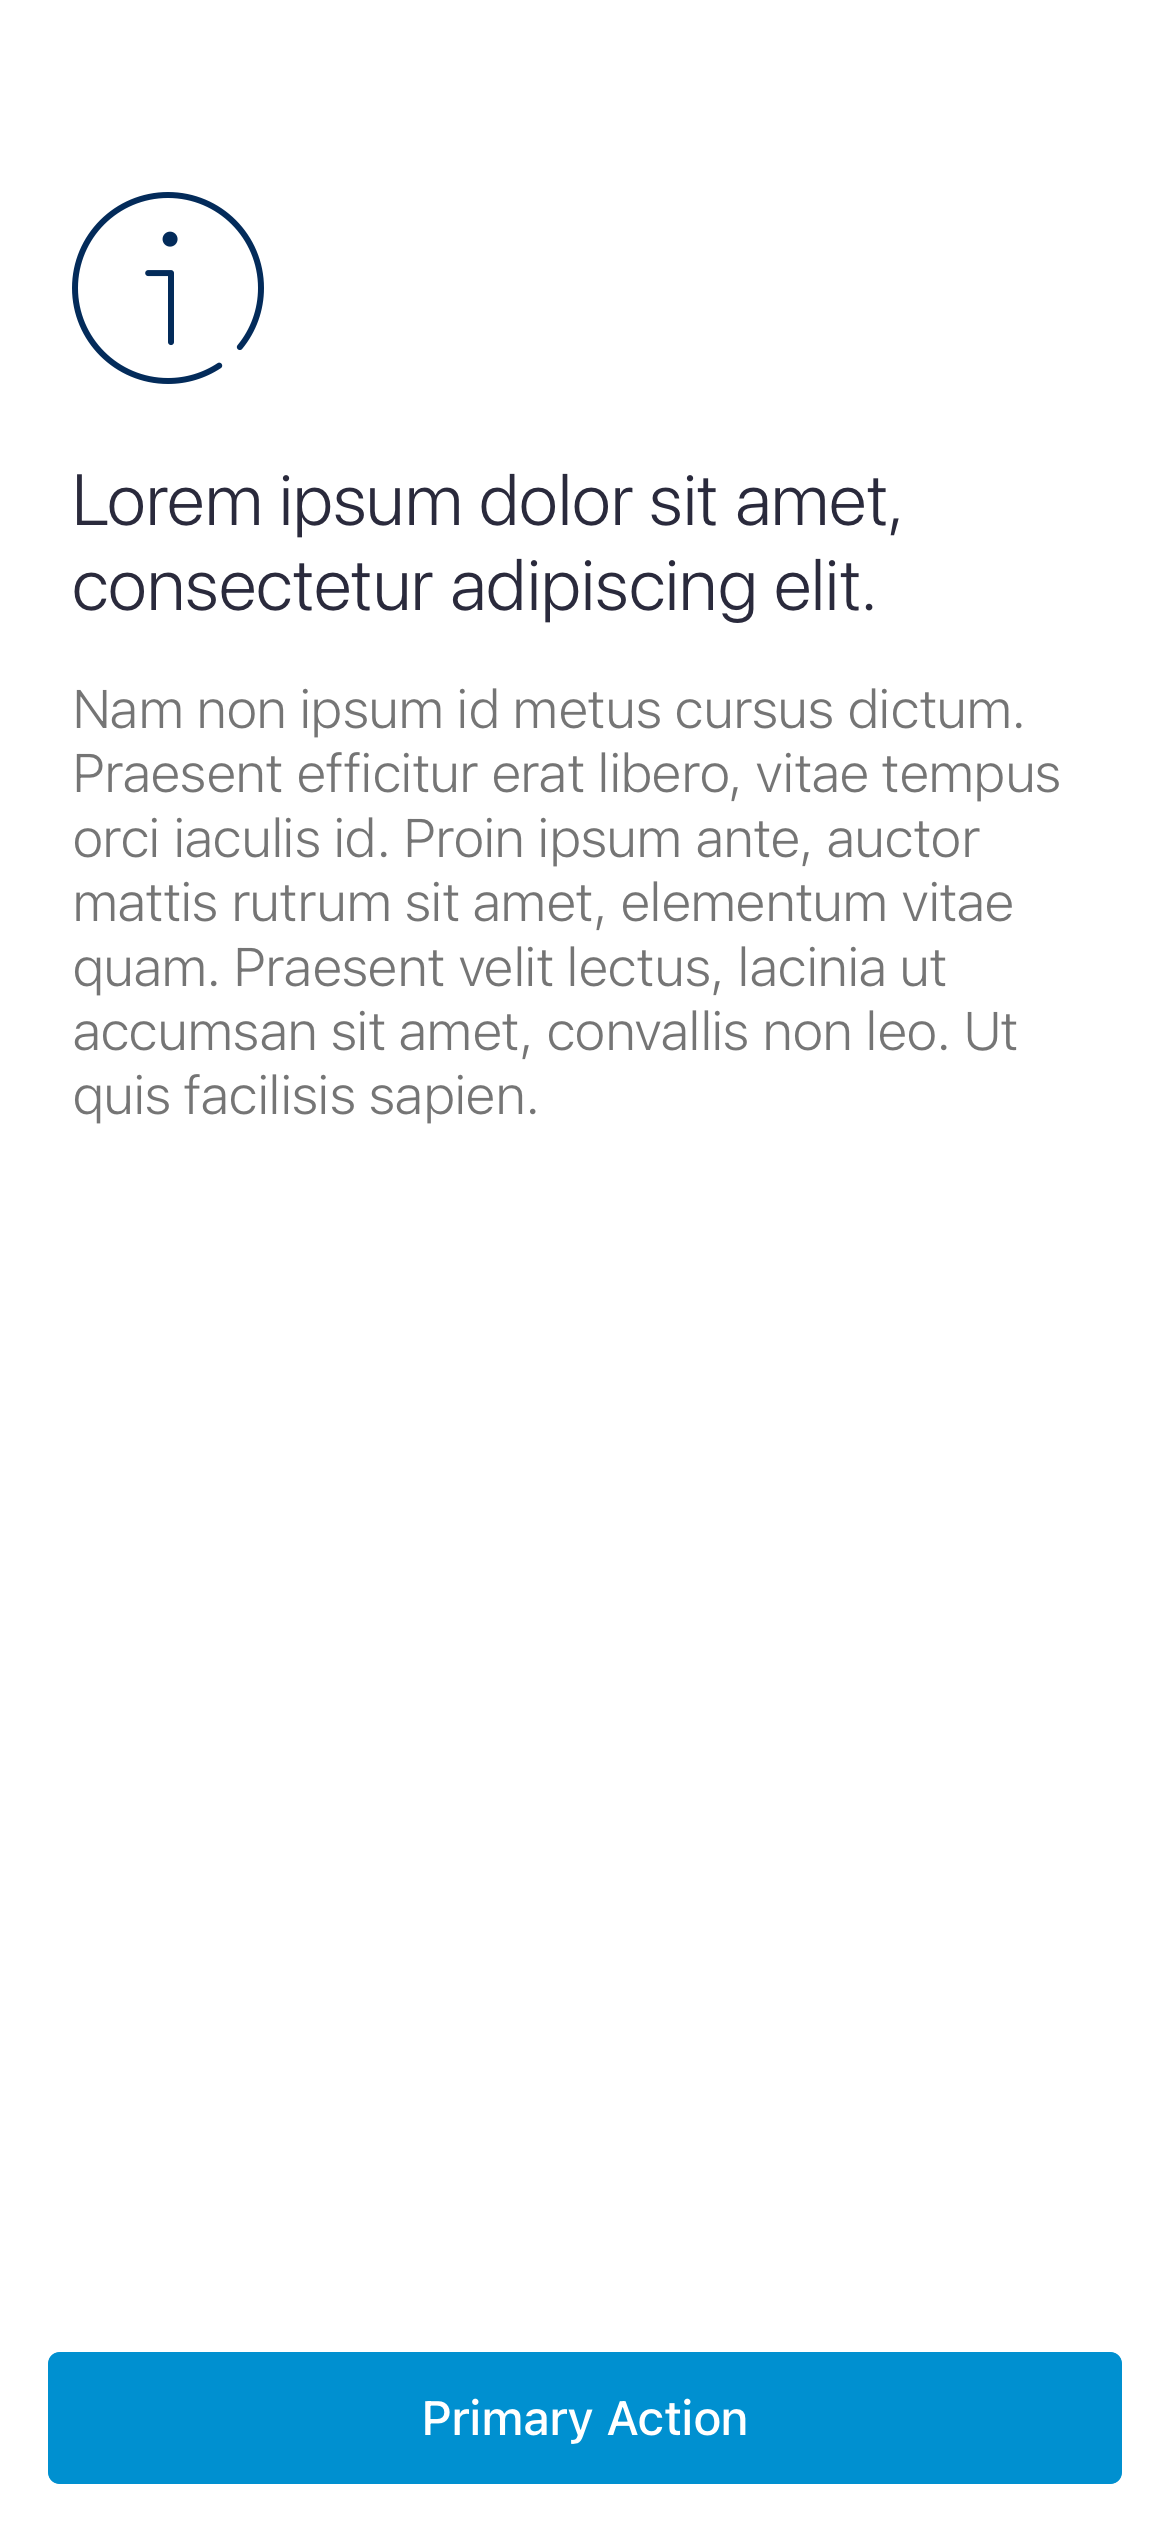 Lorem ipsum dolor sit amet,
consectetur adipiscing elit.
Nam non ipsum id metus cursus dictum.
Praesent efficitur erat libero, vitae tempus
orci iaculis id. Proin ipsum ante, auctor
mattis rutrum sit amet, elementum vitae
quam. Praesent velit lectus, lacinia ut
accumsan sit amet, convallis non leo. Ut
quis facilisis sapien.
Primary Action